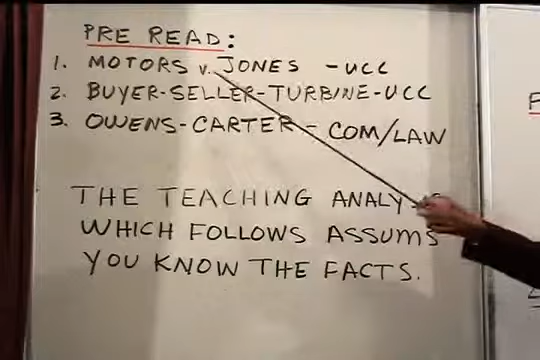 PRE READ:
1. MOTORS v. JONES - UCC
2. BUYER-SELLER-TURBINE-UCC
3. OWENS-CARTER - COM/LAW
THE TEACHING
WHICH FOLLOWS ASSUMS
YOU KNOW THE FACTS.